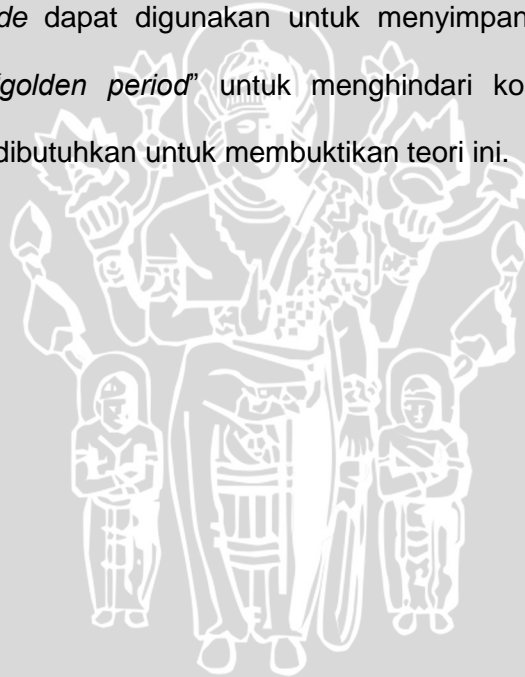 de dapat digunakan untuk menyimpan
golden period” untuk menghindari ko
dibutuhkan untuk membuktikan teori ini.